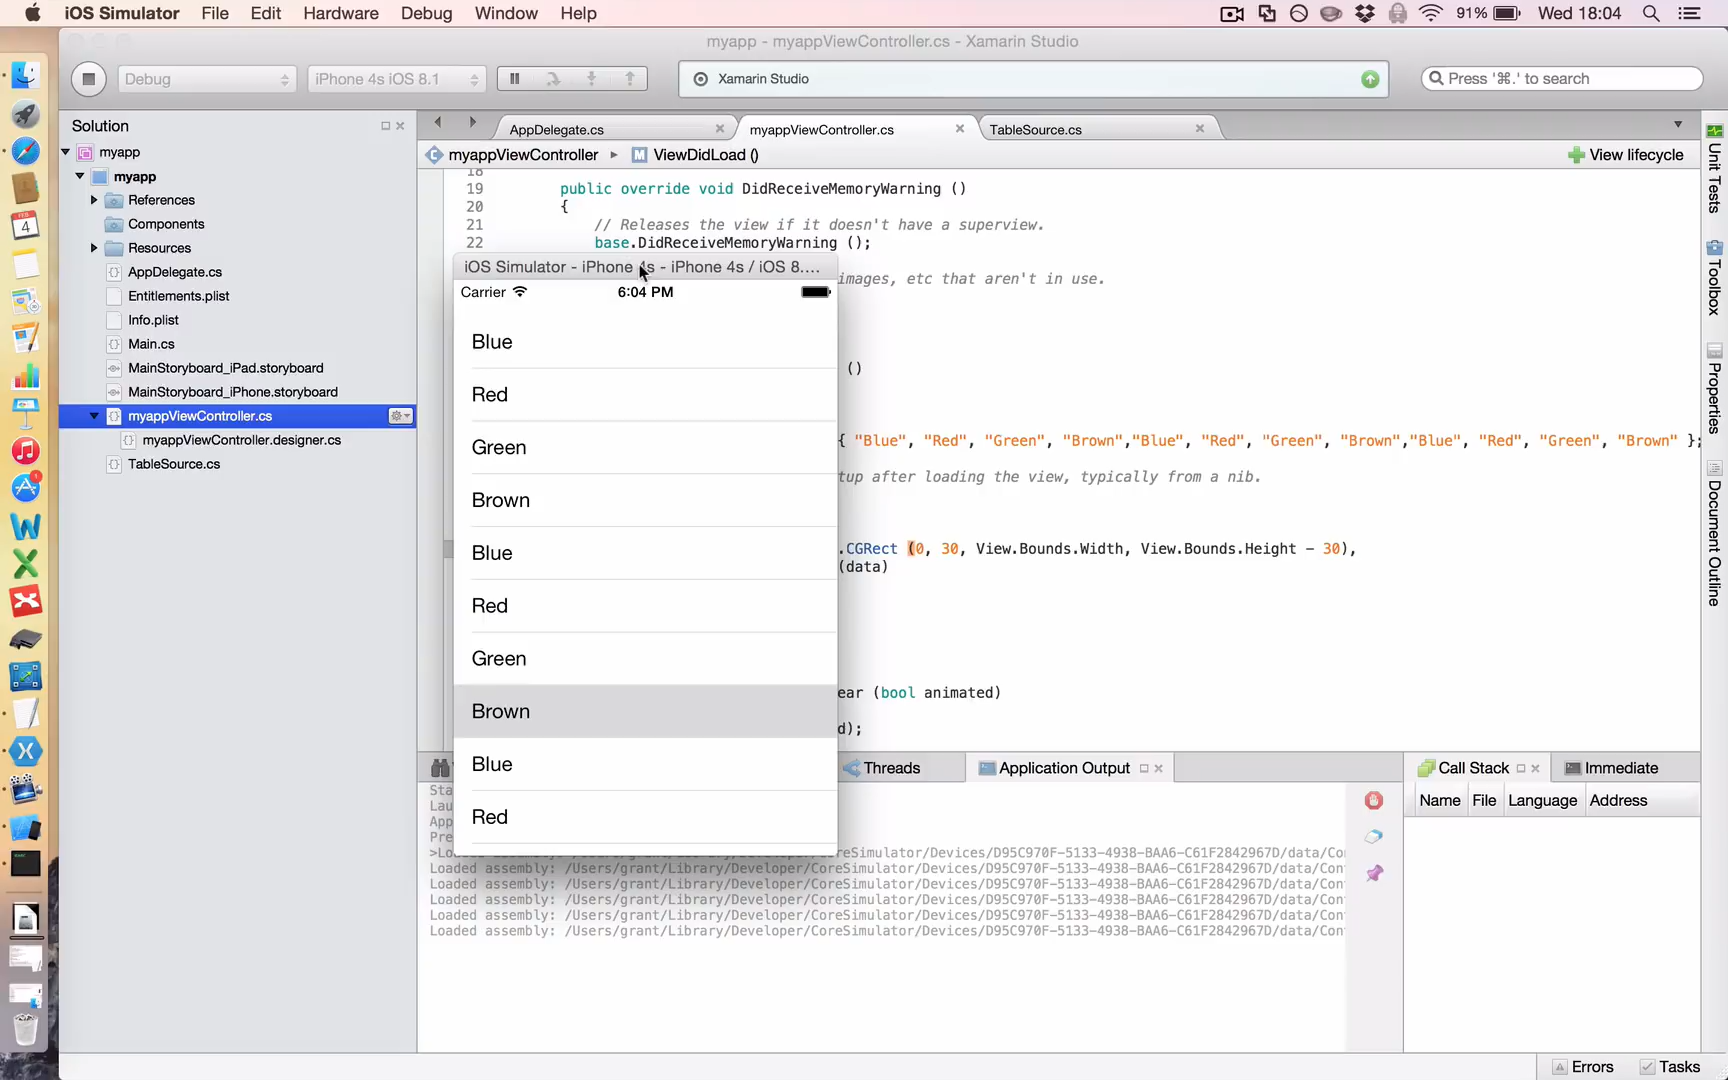 iOS Simulator File Edit Hardware Debug Window Help 91% Wed 18:04
myapp - myappViewController.cs - Xamarin Studio
Debug iPhone 4s iOS 8.1 Xamarin Studio Press '⌘.' to search
Solution
AppDelegate.cs myappViewController.cs TableSource.cs
myapp
myappViewController ViewDidLoad () View lifecycle
myapp
References
Components
Resources
AppDelegate.cs
Entitlements.plist
Info.plist
Main.cs
MainStoryboard_iPad.storyboard
MainStoryboard_iPhone.storyboard
myappViewController.cs
myappViewController.designer.cs
TableSource.cs
18
19 public override void DidReceiveMemoryWarning ()
20 {
21 // Releases the view if it doesn't have a superview.
22 base.DidReceiveMemoryWarning ();
images, etc that aren't in use.
()
{ "Blue", "Red", "Green", "Brown","Blue", "Red", "Green", "Brown","Blue", "Red", "Green", "Brown" };
tup after loading the view, typically from a nib.
.CGRect (0, 30, View.Bounds.Width, View.Bounds.Height - 30),
(data)
ear (bool animated)
d);
iOS Simulator - iPhone 4s - iPhone 4s / iOS 8....
Carrier 6:04 PM
Blue
Red
Green
Brown
Blue
Red
Green
Brown
Blue
Red
Threads Application Output
Sta
Lau
App
Pre
Loaded assembly: /Users/grant/Library/Developer/CoreSimulator/Devices/D95C970F-5133-4938-BAA6-C61F2842967D/data/Con
Loaded assembly: /Users/grant/Library/Developer/CoreSimulator/Devices/D95C970F-5133-4938-BAA6-C61F2842967D/data/Con
Loaded assembly: /Users/grant/Library/Developer/CoreSimulator/Devices/D95C970F-5133-4938-BAA6-C61F2842967D/data/Con
Loaded assembly: /Users/grant/Library/Developer/CoreSimulator/Devices/D95C970F-5133-4938-BAA6-C61F2842967D/data/Con
Loaded assembly: /Users/grant/Library/Developer/CoreSimulator/Devices/D95C970F-5133-4938-BAA6-C61F2842967D/data/Con
Call Stack Immediate
Name File Language Address
Unit Tests
Toolbox
Properties
Document Outline
Errors Tasks